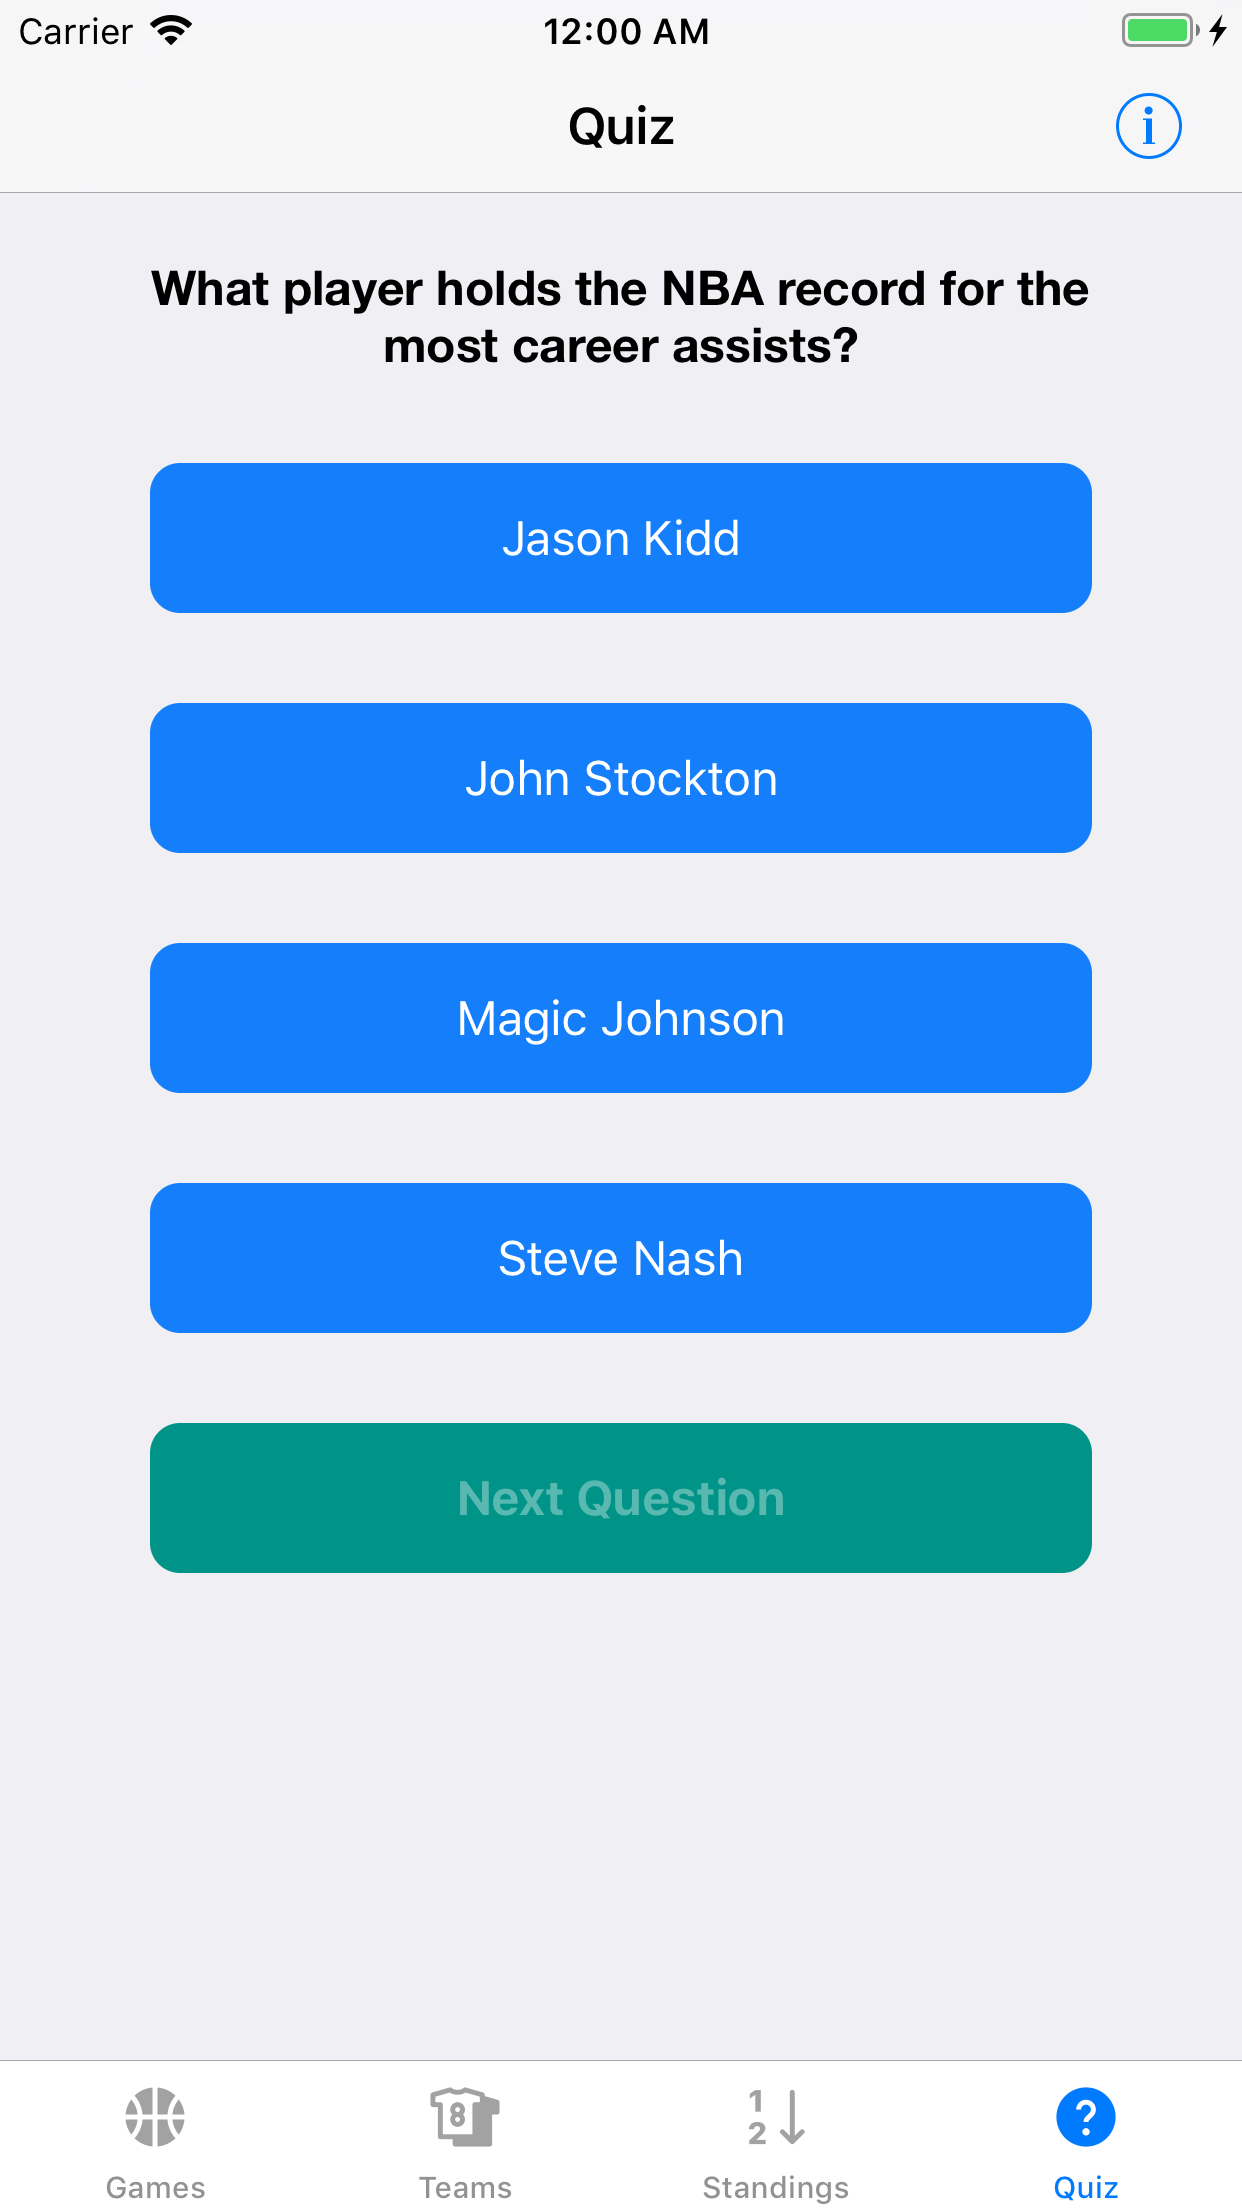 Carrier 12:00 AM
Quiz
What player holds the NBA record for the
most career assists?
Jason Kidd
John Stockton
Magic Johnson
Steve Nash
Next Question
Games Teams Standings Quiz